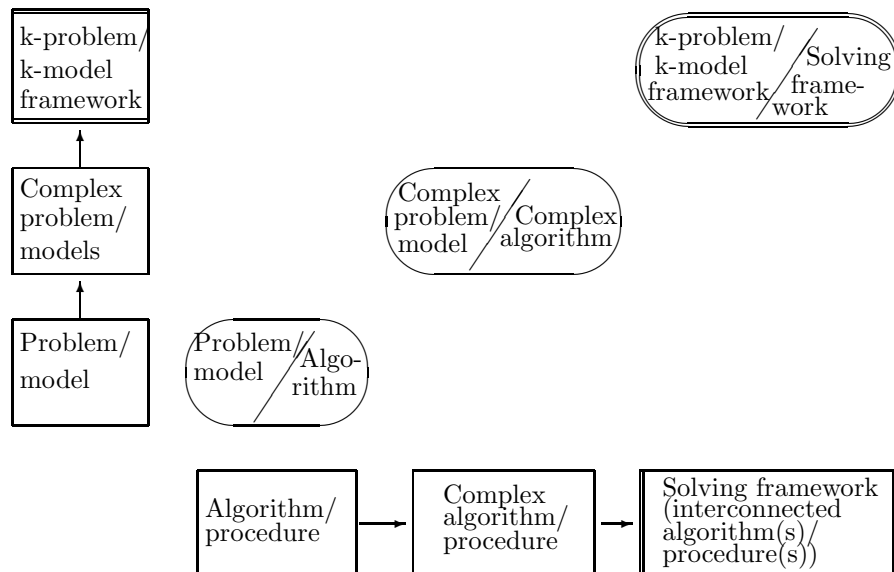 k-problem/
k-model
framework
k-problem/
k-model
framework
Solving
frame-
work
Complex
problem/
models
Complex
problem/
model
Complex
algorithm
Problem/
model
Problem/
model
Algo-
rithm
Algorithm/
procedure
Complex
algorithm/
procedure
Solving framework
(interconnected
algorithm(s)/
procedure(s))